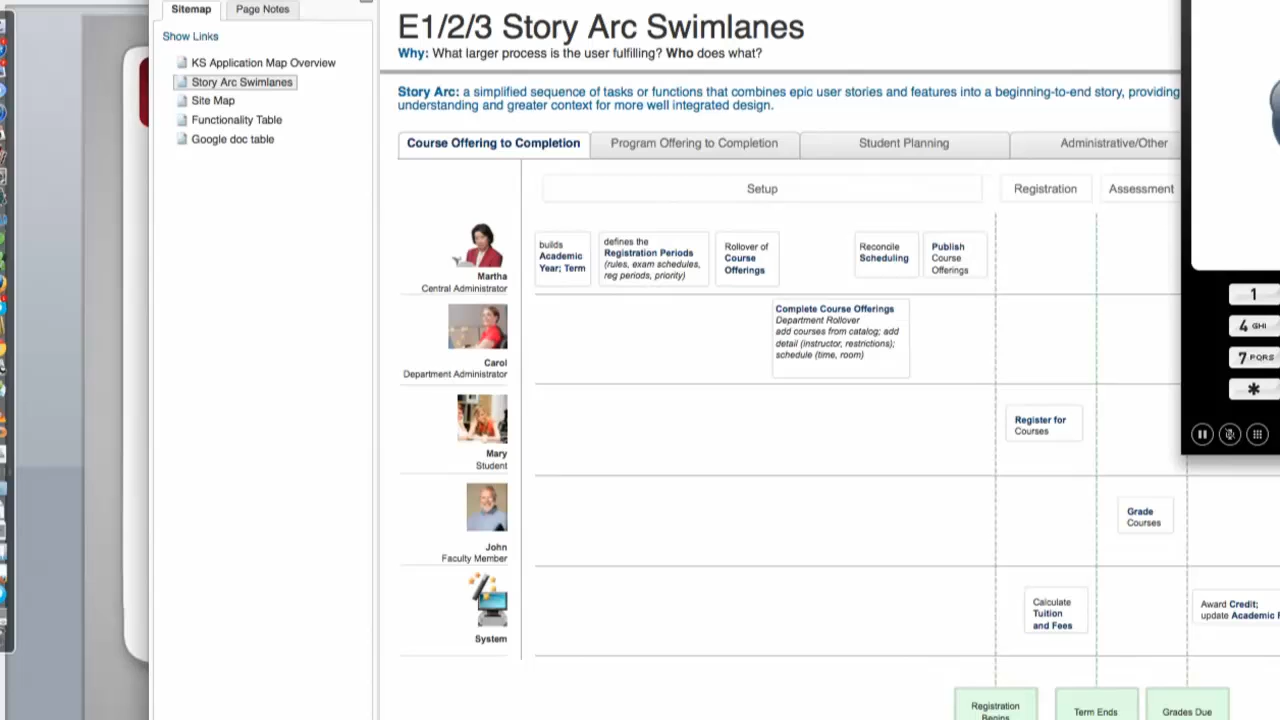 Sitemap
Page Notes
Show Links
KS Application Map Overview
Story Arc Swimlanes
Site Map
Functionality Table
Google doc table
E1/2/3 Story Arc Swimlanes
Why: What larger process is the user fulfilling? Who does what?
Story Arc: a simplified sequence of tasks or functions that combines epic user stories and features into a beginning-to-end story, providing
understanding and greater context for more well integrated design.
Course Offering to Completion
Program Offering to Completion
Student Planning
Administrative/Other
Setup
Registration
Assessment
Martha
Central Administrator
builds
Academic
Year; Term
defines the
Registration Periods
(rules, exam schedules,
reg periods, priority)
Rollover of
Course
Offerings
Reconcile
Scheduling
Publish
Course
Offerings
Carol
Department Administrator
Complete Course Offerings
Department Rollover
add courses from catalog; add
detail (instructor, restrictions);
schedule (time, room)
Mary
Student
Register for
Courses
John
Faculty Member
Grade
Courses
System
Calculate
Tuition
and Fees
Award Credit;
update Academic
Registration
Begins
Term Ends
Grades Due
1
4 GHI
7 PQRS
*